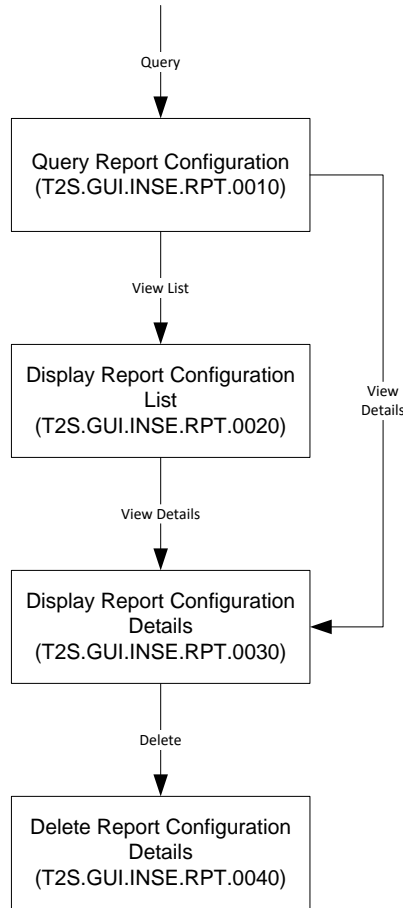 Query
Query Report Configuration
(T2S.GUI.INSE.RPT.0010)
View List
Display Report Configuration
List
(T2S.GUI.INSE.RPT.0020)
View
Details
View Details
Display Report Configuration
Details
(T2S.GUI.INSE.RPT.0030)
Delete
Delete Report Configuration
Details
(T2S.GUI.INSE.RPT.0040)